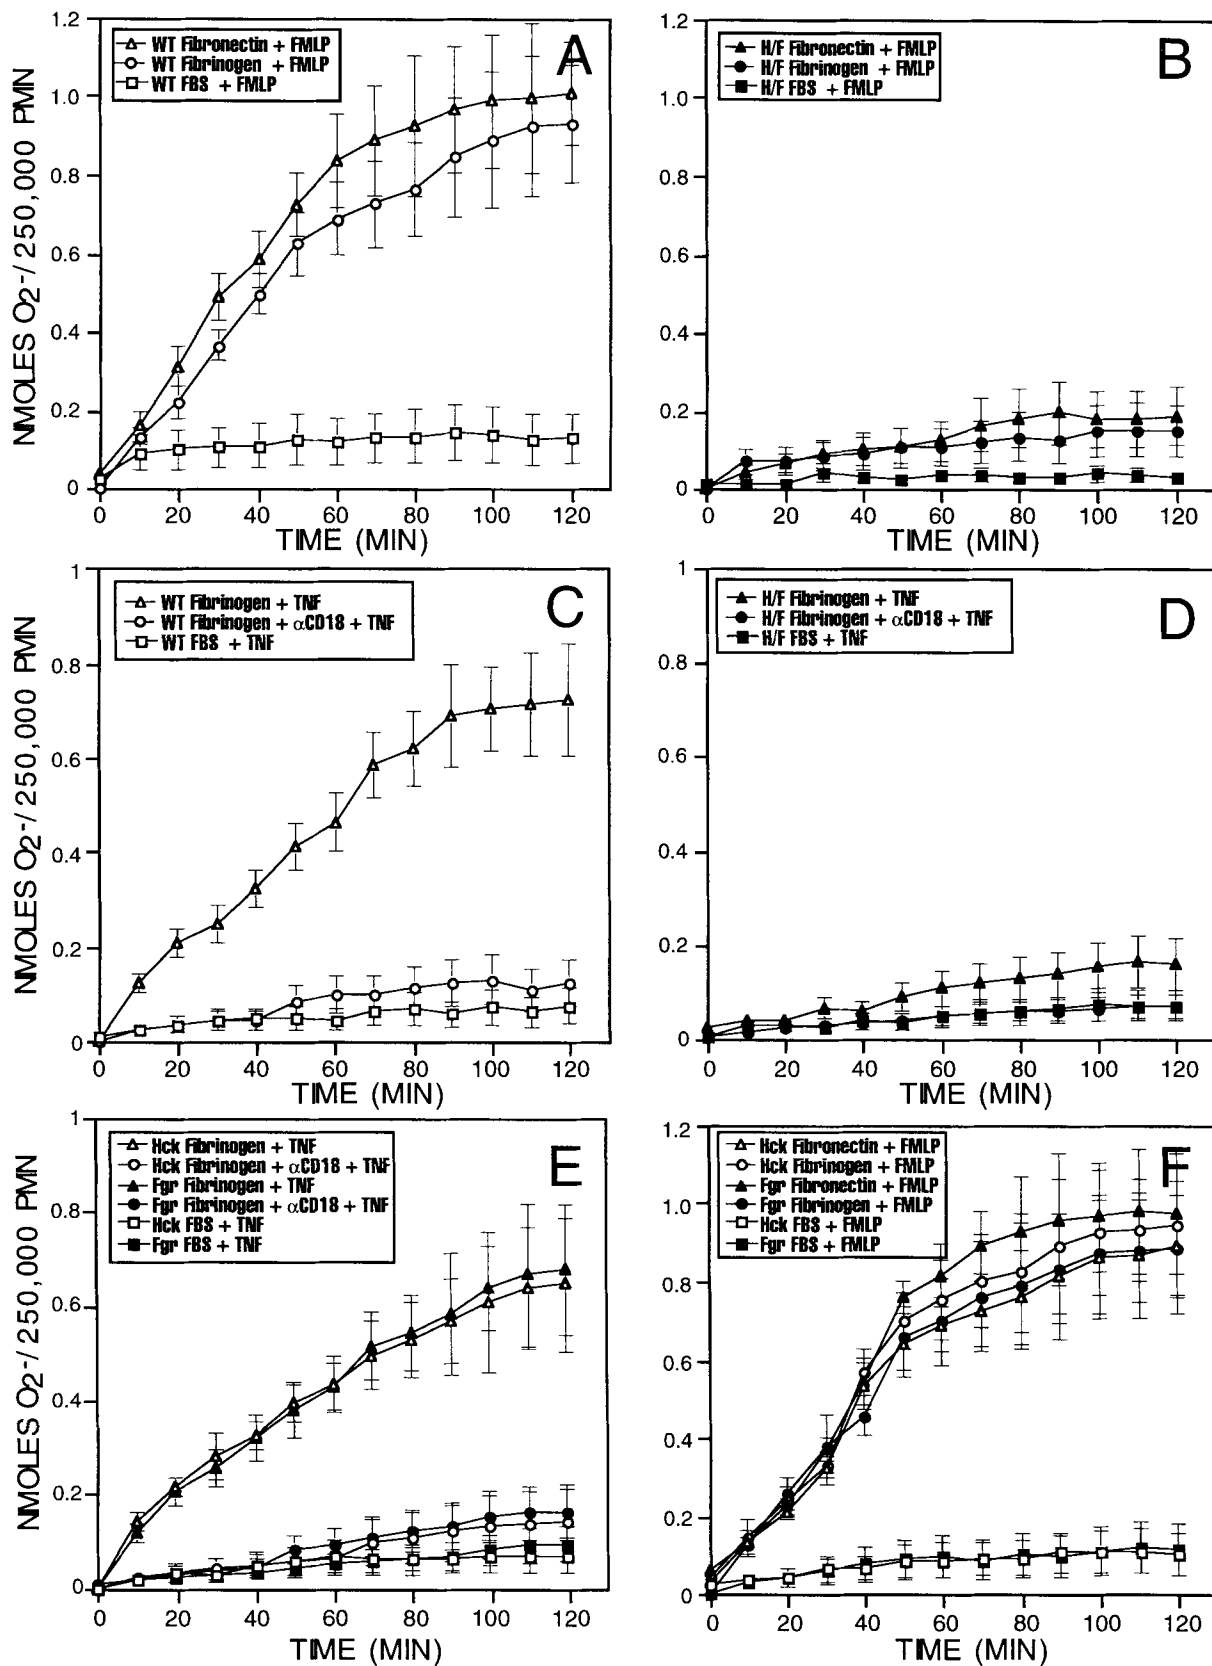 A
WT Fibronectin + FMLP
WT Fibrinogen + FMLP
WT FBS + FMLP
NMOLES O2-/ 250,000 PMN
1.2
1.0
0.8
0.6
0.4
0.2
0
0 20 40 60 80 100 120
TIME (MIN)
B
H/F Fibronectin + FMLP
H/F Fibrinogen + FMLP
H/F FBS + FMLP
1.2
1.0
0.8
0.6
0.4
0.2
0
0 20 40 60 80 100 120
TIME (MIN)
C
WT Fibrinogen + TNF
WT Fibrinogen + αCD18 + TNF
WT FBS + TNF
NMOLES O2-/ 250,000 PMN
1
0.8
0.6
0.4
0.2
0
0 20 40 60 80 100 120
TIME (MIN)
D
H/F Fibrinogen + TNF
H/F Fibrinogen + αCD18 + TNF
H/F FBS + TNF
1
0.8
0.6
0.4
0.2
0
0 20 40 60 80 100 120
TIME (MIN)
E
Hck Fibrinogen + TNF
Hck Fibrinogen + αCD18 + TNF
Fgr Fibrinogen + TNF
Fgr Fibrinogen + αCD18 + TNF
Hck FBS + TNF
Fgr FBS + TNF
NMOLES O2-/ 250,000 PMN
1
0.8
0.6
0.4
0.2
0
0 20 40 60 80 100 120
TIME (MIN)
F
Hck Fibronectin + FMLP
Hck Fibrinogen + FMLP
Fgr Fibronectin + FMLP
Fgr Fibrinogen + FMLP
Hck FBS + FMLP
Fgr FBS + FMLP
1.2
1.0
0.8
0.6
0.4
0.2
0
0 20 40 60 80 100 120
TIME (MIN)